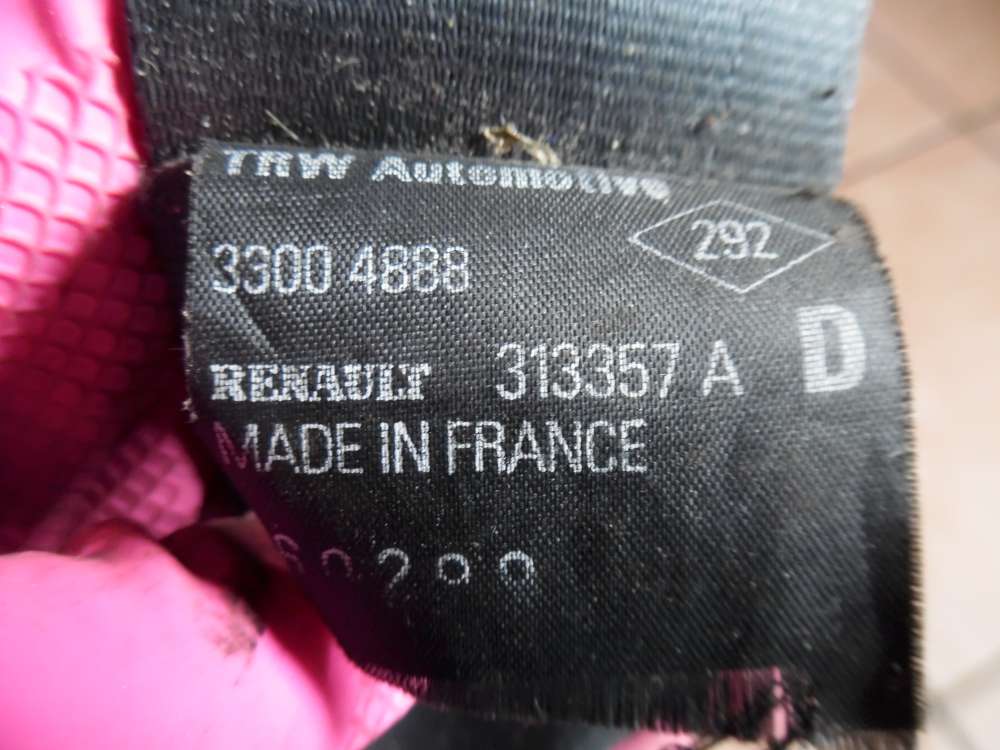 TRW Automotive
3300 4888
292
RENAULT 313357 A D
MADE IN FRANCE